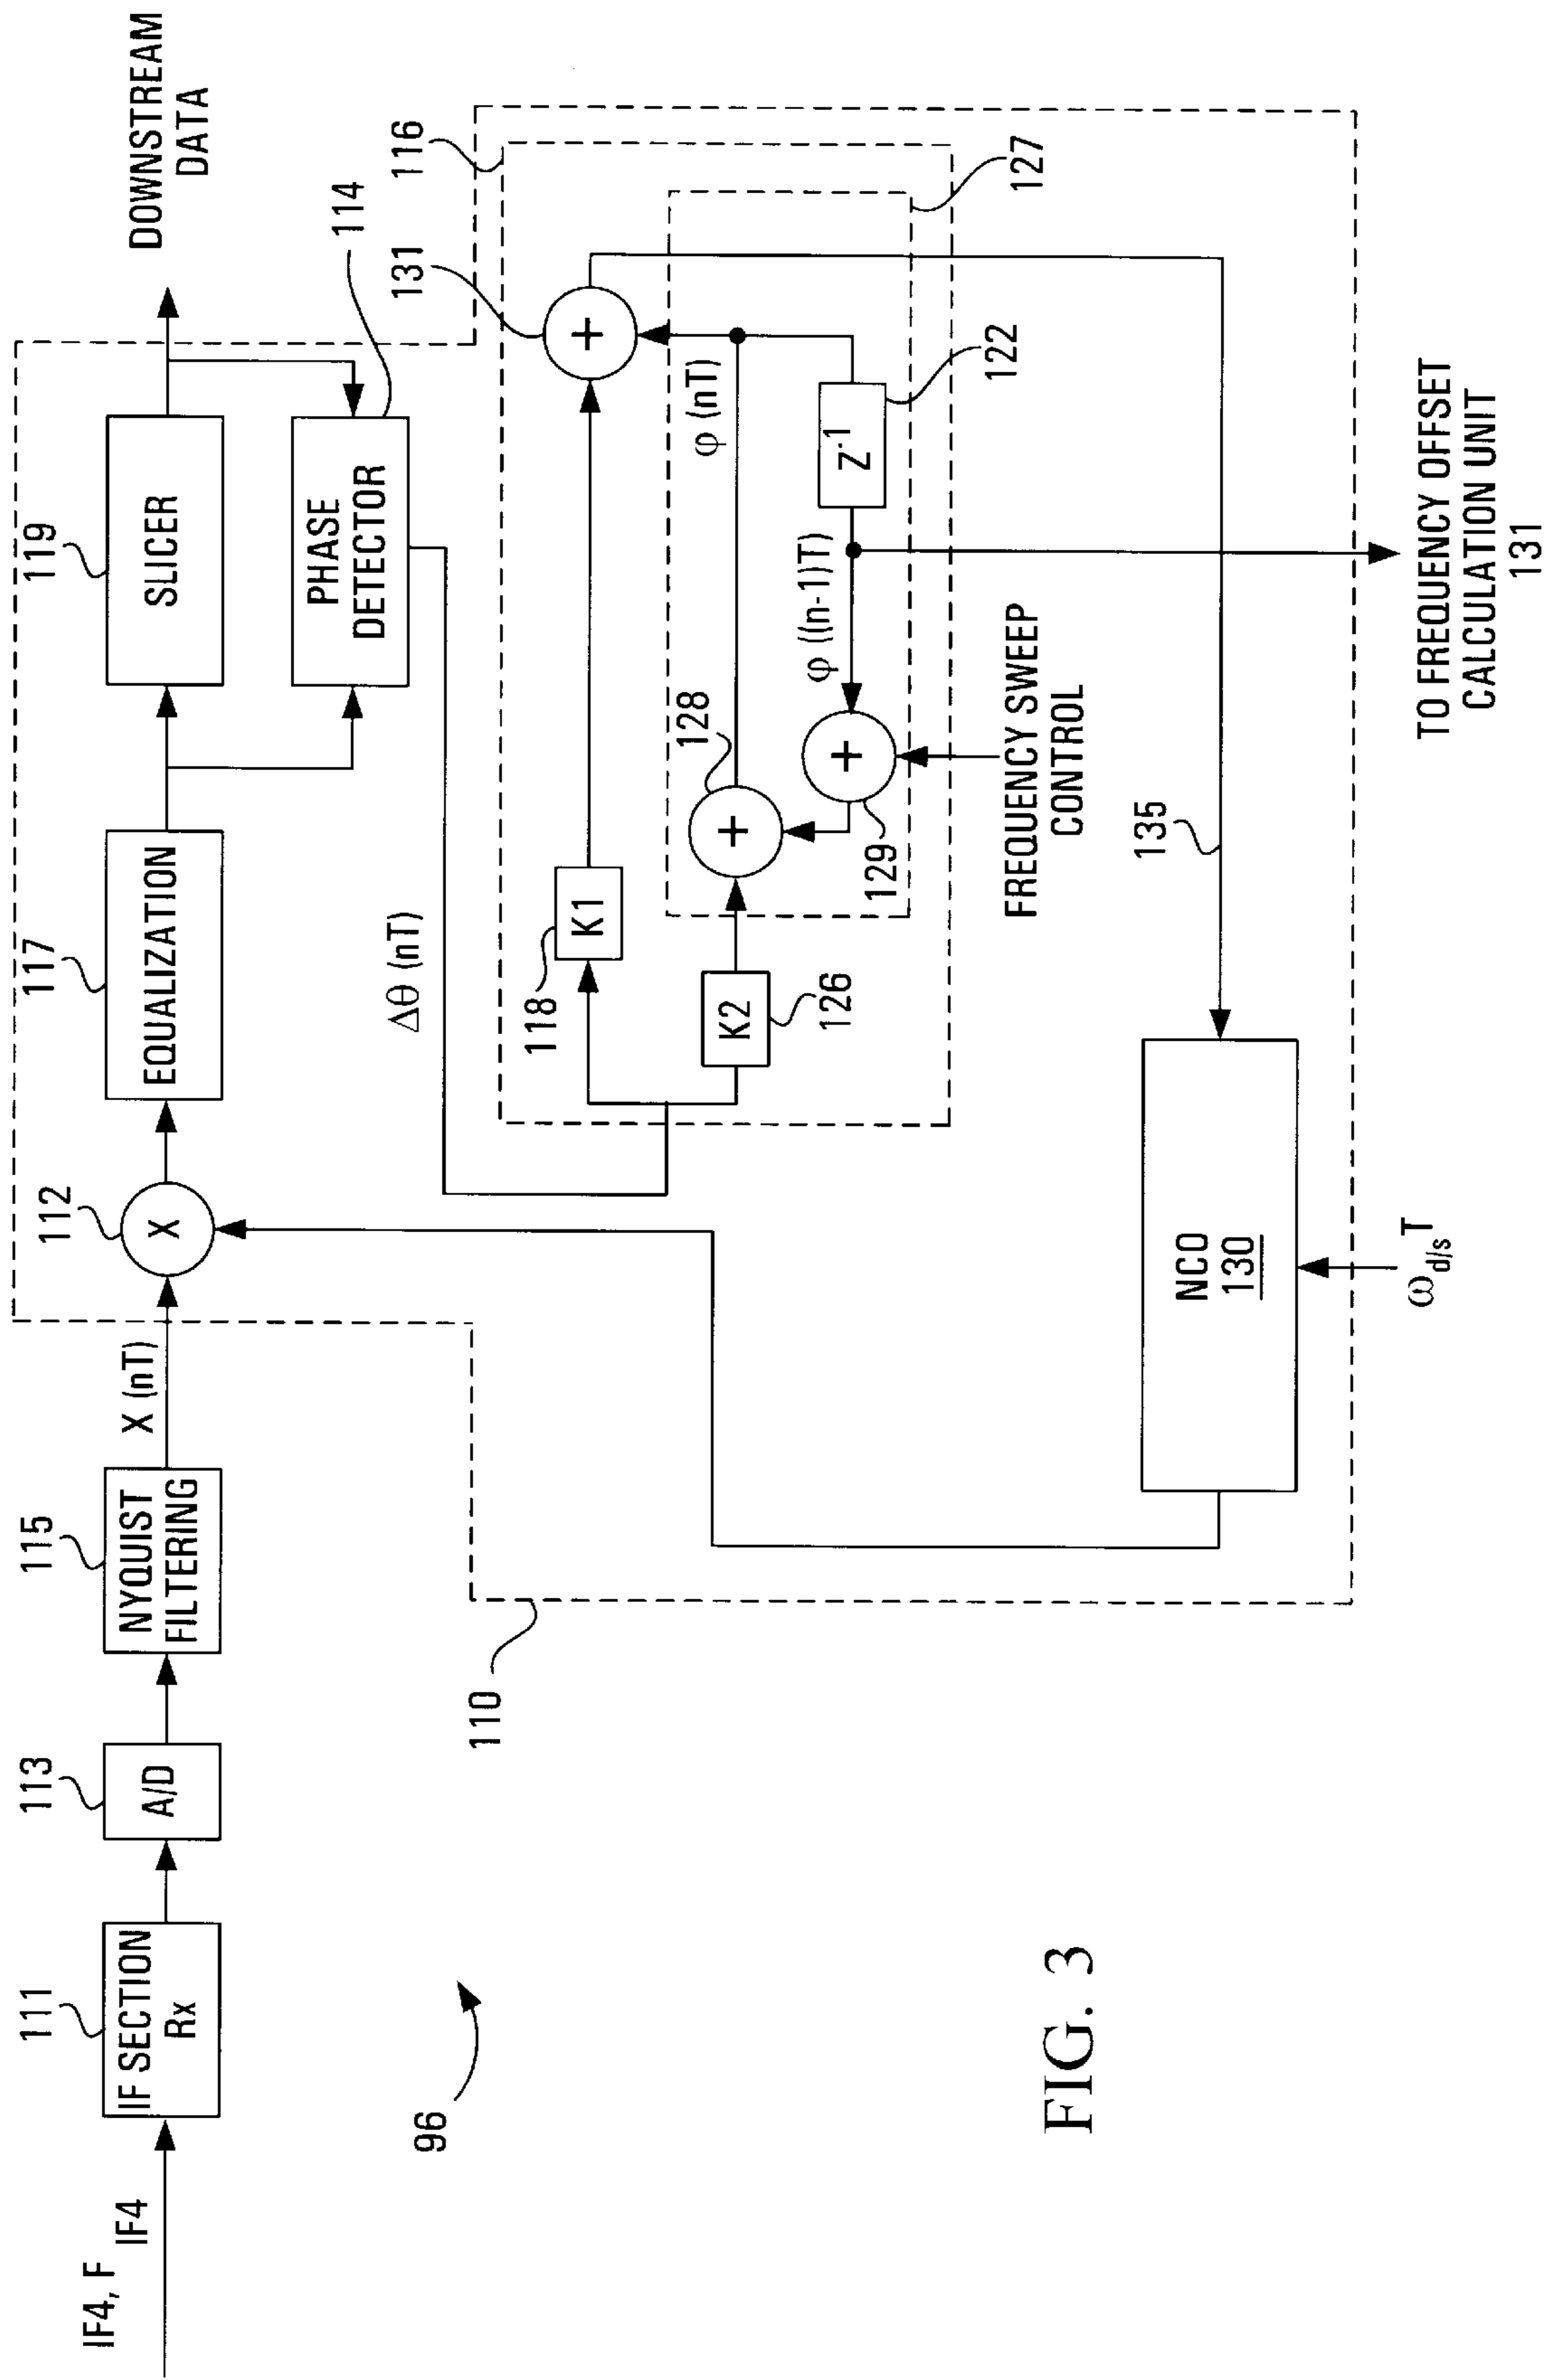 IF4, F IF4
111
IF SECTION
Rx
113
A/D
115
NYQUIST
FILTERING
X (nT)
112
X
117
EQUALIZATION
119
SLICER
DOWNSTREAM
DATA
PHASE
DETECTOR
114
Δθ (nT)
116
118
K1
131
+
K2
126
128
+
φ (nT)
127
129
+
φ ((n-1)T)
Z-1
122
FREQUENCY SWEEP
CONTROL
135
NCO
130
ωd/sT
TO FREQUENCY OFFSET
CALCULATION UNIT
131
110
96
FIG. 3